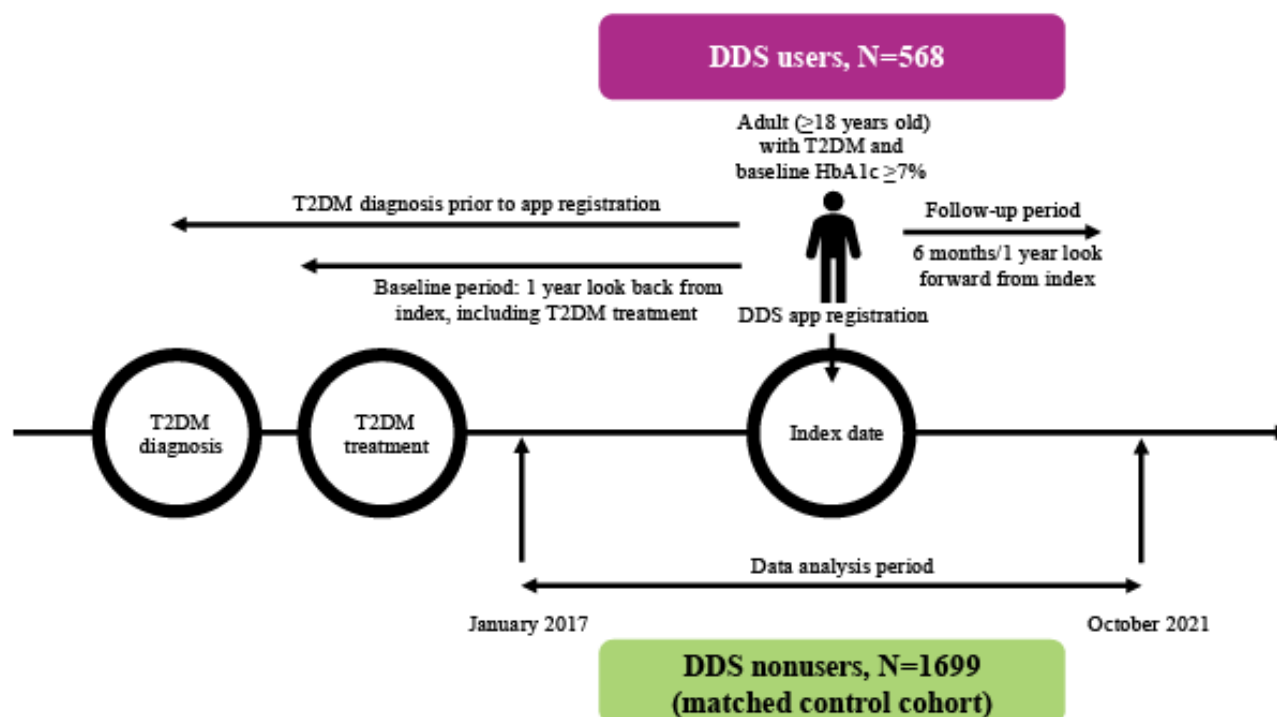 DDS users, N=568
Adult (≥18 years old)
with T2DM and
baseline HbA1c ≥7%
T2DM diagnosis prior to app registration
Follow-up period
6 months/1 year look
forward from index
Baseline period: 1 year look back from
index, including T2DM treatment
DDS app registration
T2DM
diagnosis
T2DM
treatment
Index date
Data analysis period
January 2017
October 2021
DDS nonusers, N=1699
(matched control cohort)